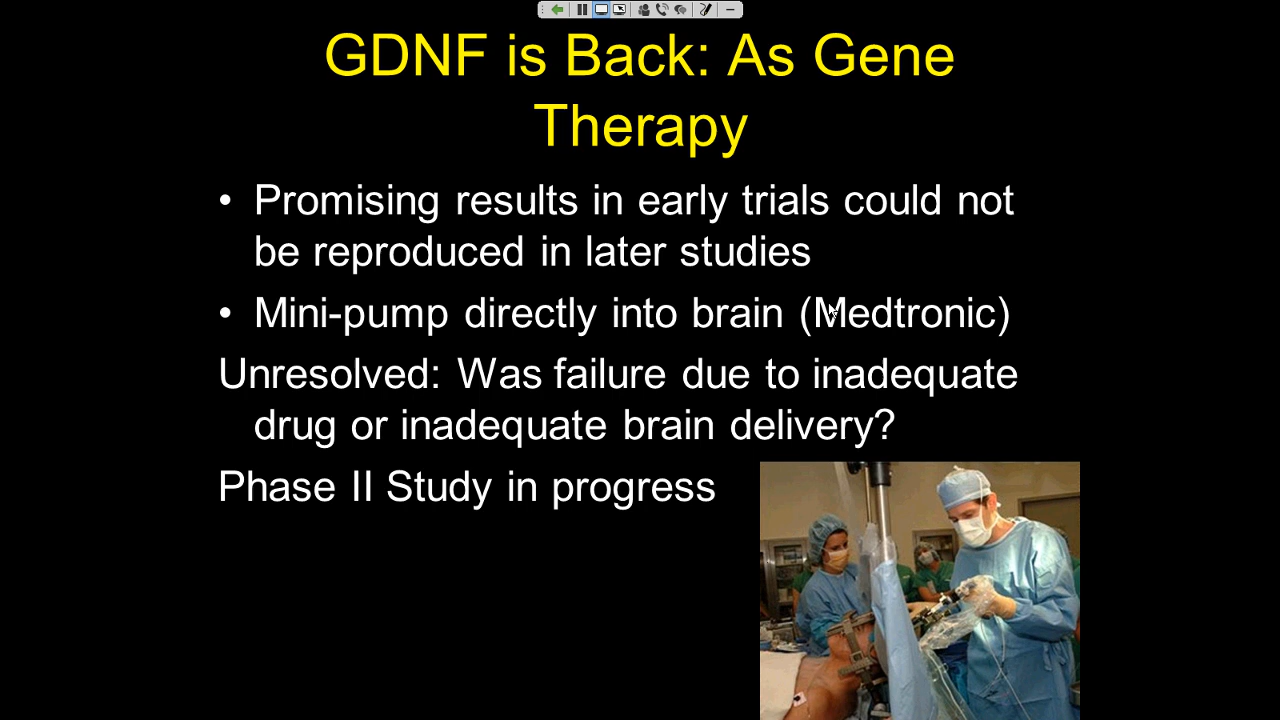 GDNF is Back: As Gene
Therapy
• Promising results in early trials could not
be reproduced in later studies
• Mini-pump directly into brain (Medtronic)
Unresolved: Was failure due to inadequate
drug or inadequate brain delivery?
Phase II Study in progress